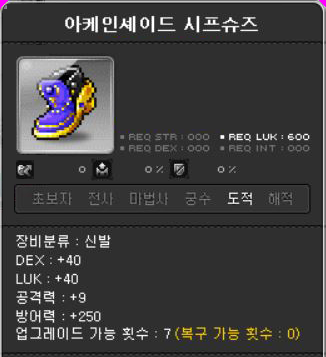 아케인셰이드 시프슈즈
REQ STR : 000 REQ LUK : 600
REQ DEX : 000 REQ INT : 000
0 0 % 0 %
초보자 전사 마법사 궁수 도적 해적
장비분류 : 신발
DEX : +40
LUK : +40
공격력 : +9
방어력 : +250
업그레이드 가능 횟수 : 7 (복구 가능 횟수 : 0)